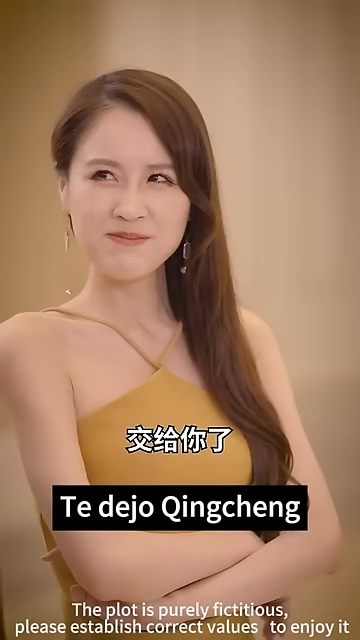 交给你了
Te dejo Qingcheng
The plot is purely fictitious,
please establish correct values to enjoy it